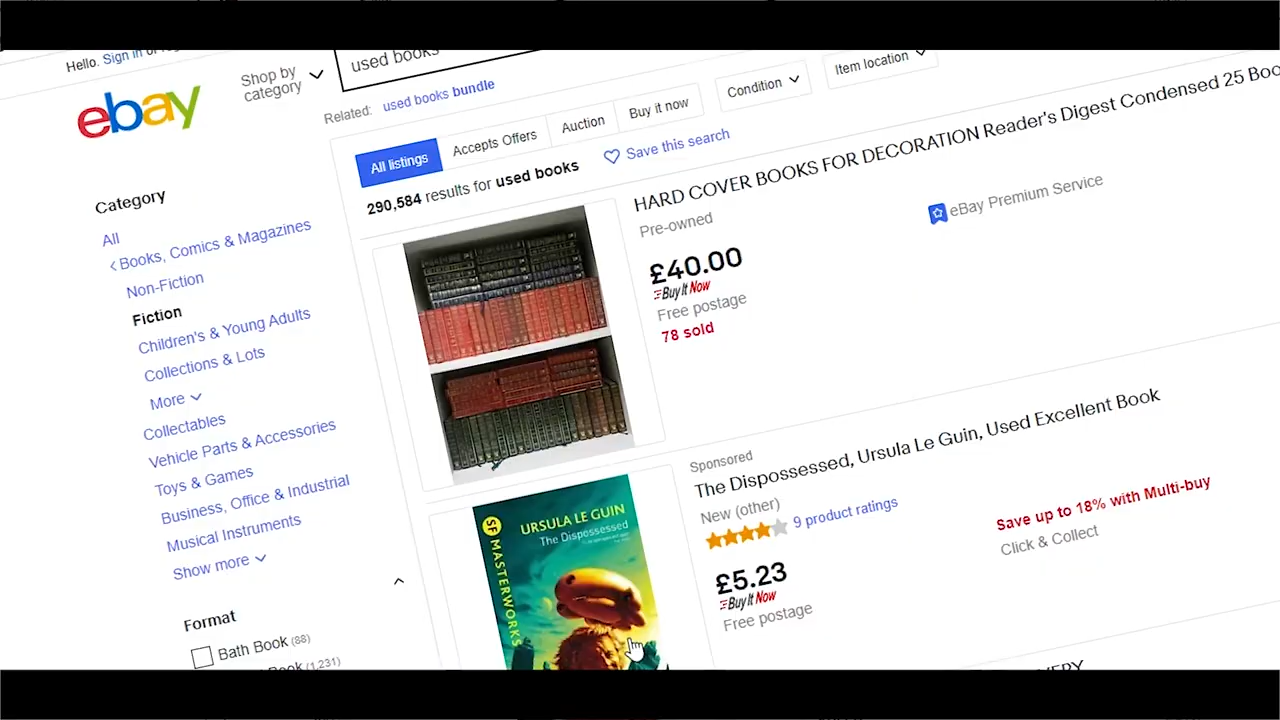 Hello. Sign in or
ebay
Shop by
category
used books
Related: used books bundle
All listings
Accepts Offers
Auction
Buy it now
Condition
Item location
290,584 results for used books
Save this search
Category
All
Books, Comics & Magazines
Non-Fiction
Fiction
Children's & Young Adults
Collections & Lots
More
Collectables
Vehicle Parts & Accessories
Toys & Games
Business, Office & Industrial
Musical Instruments
Show more
Format
Bath Book (88)
Book (1,231)
HARD COVER BOOKS FOR DECORATION Reader's Digest Condensed 25
Pre-owned
eBay Premium Service
£40.00
Buy It Now
Free postage
78 sold
Sponsored
The Dispossessed, Ursula Le Guin, Used Excellent Book
New (other)
9 product ratings
£5.23
Buy It Now
Free postage
Save up to 18% with Multi-buy
Click & Collect
SF MASTERWORKS
URSULA LE GUIN
The Dispossessed